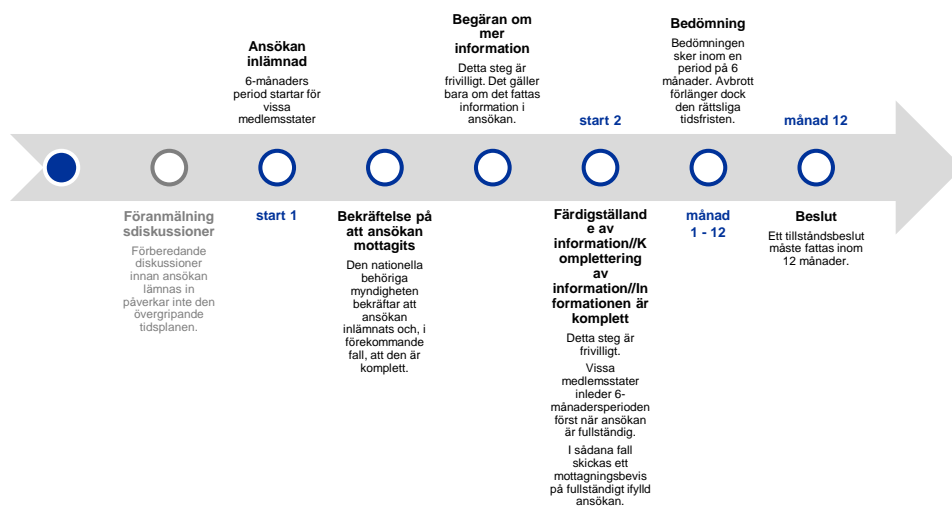 Ansökan
inlämnad
6-månaders
period startar för
vissa
medlemsstater
Begäran om
mer
information
Detta steg är
frivilligt. Det gäller
bara om det fattas
information i
ansökan.
start 2
Bedömning
Bedömningen
sker inom en
period på 6
månader. Avbrott
förlänger dock
den rättsliga
tidsfristen.
månad 12
Föranmälning
sdiskussioner
Förberedande
diskussioner
innan ansökan
lämnas in
påverkar inte den
övergripande
tidsplanen.
start 1
Bekräftelse på
att ansökan
mottagits
Den nationella
behöriga
myndigheten
bekräftar att
ansökan
inlämnats och, i
förekommande
fall, att den är
komplett.
Färdigställand
e av
information//K
omplettering
av
information//In
formationen är
komplett
Detta steg är
frivilligt.
Vissa
medlemsstater
inleder 6-
månadersperioden
först när ansökan
är fullständig.
I sådana fall
skickas ett
mottagningsbevis
på fullständigt ifylld
ansökan.
månad
1 - 12
Beslut
Ett tillståndsbeslut
måste fattas inom
12 månader.